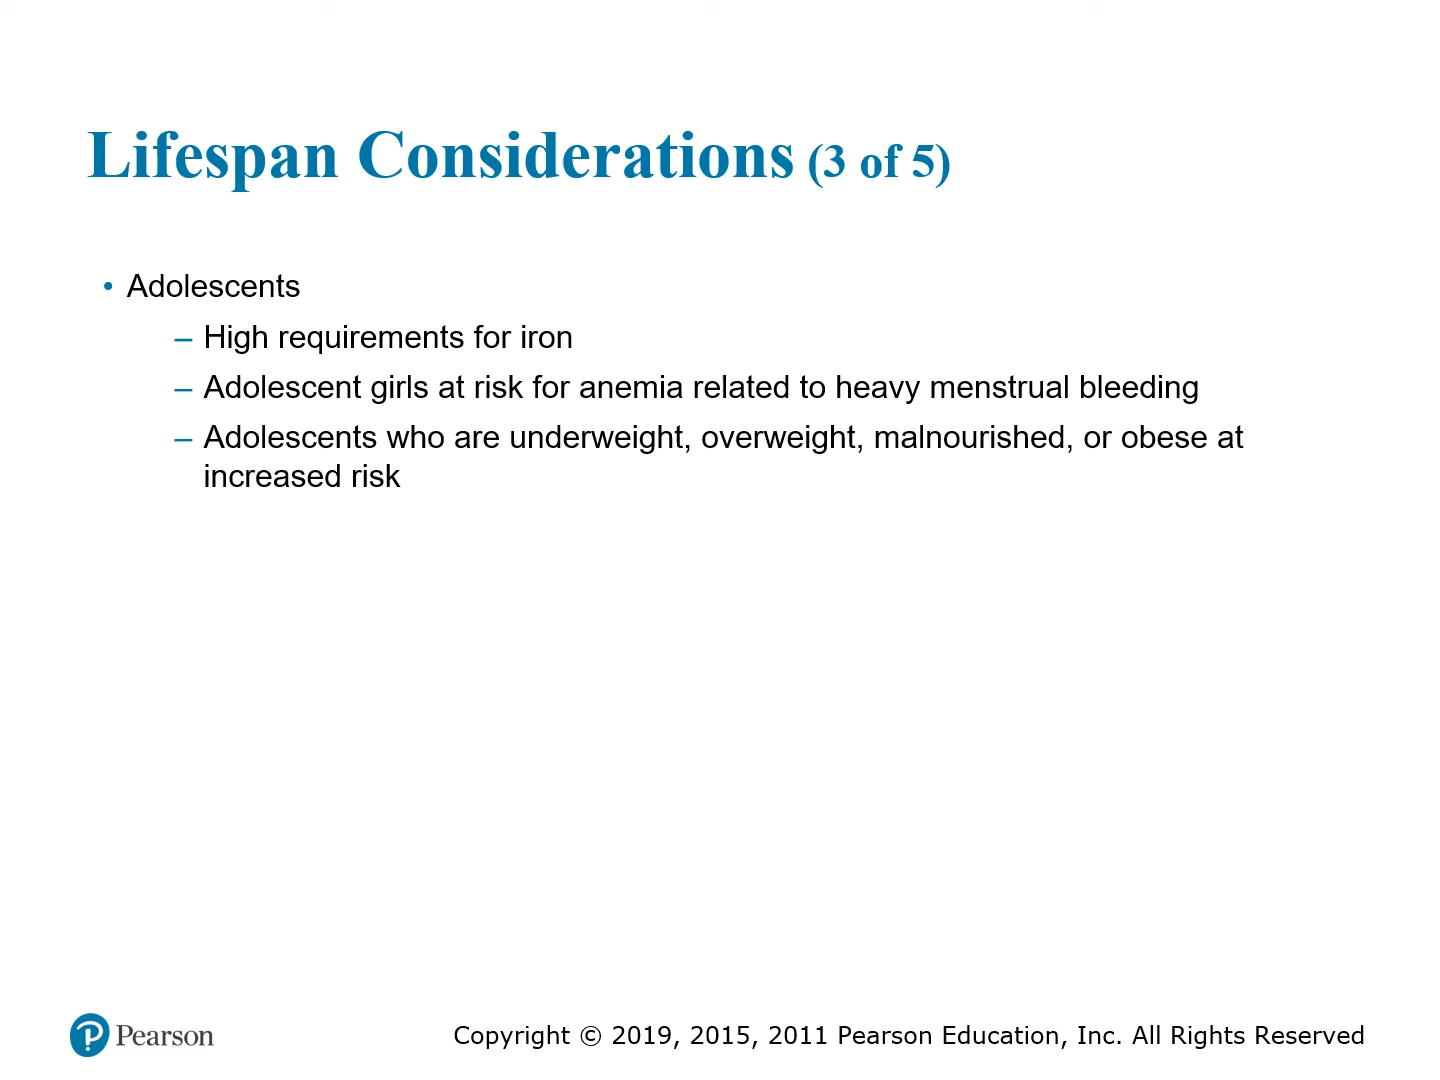 Lifespan Considerations (3 of 5)
• Adolescents
– High requirements for iron
– Adolescent girls at risk for anemia related to heavy menstrual bleeding
– Adolescents who are underweight, overweight, malnourished, or obese at
increased risk
Pearson
Copyright © 2019, 2015, 2011 Pearson Education, Inc. All Rights Reserved